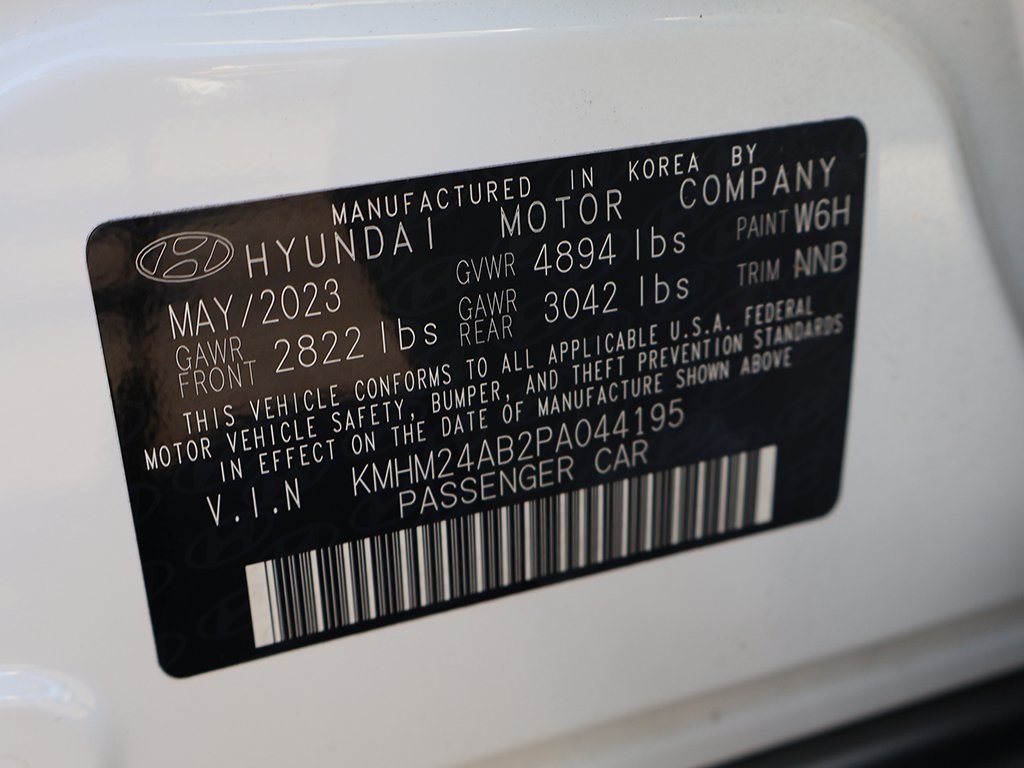 MANUFACTURED IN KOREA BY
HYUNDAI MOTOR COMPANY
MAY/2023 GVWR 4894 lbs PAINT W6H
GAWR FRONT 2822 lbs GAWR REAR 3042 lbs TRIM NNB
THIS VEHICLE CONFORMS TO ALL APPLICABLE U.S.A. FEDERAL
MOTOR VEHICLE SAFETY, BUMPER, AND THEFT PREVENTION STANDARDS
IN EFFECT ON THE DATE OF MANUFACTURE SHOWN ABOVE
V.I.N KMHM24AB2PA044195
PASSENGER CAR